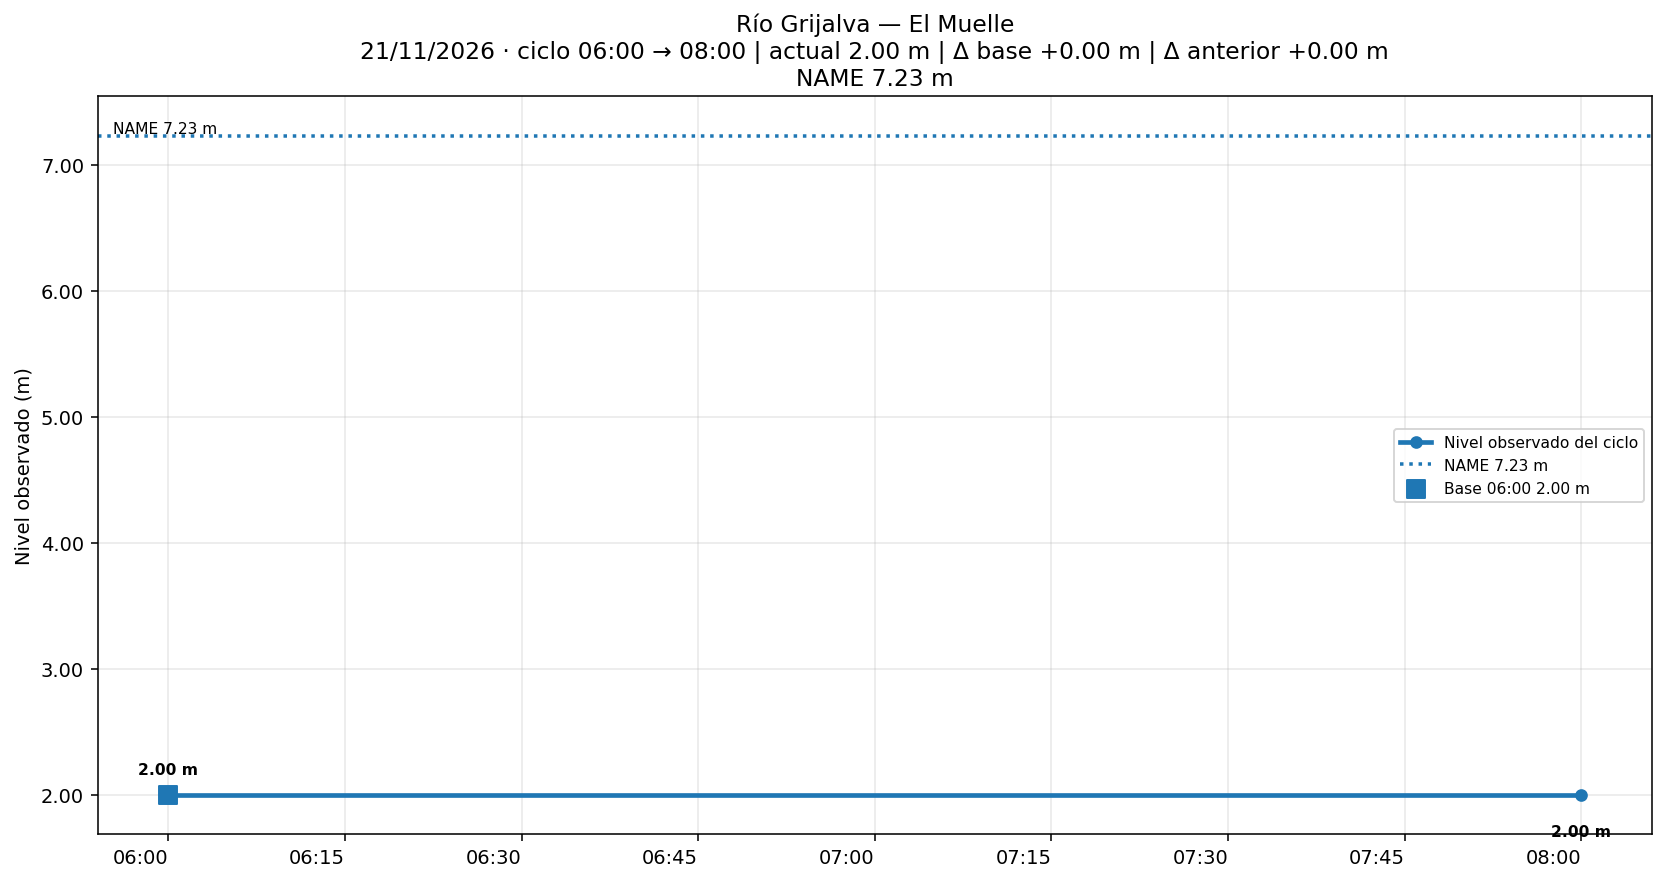 Río Grijalva — El Muelle
21/11/2026 · ciclo 06:00 → 08:00 | actual 2.00 m | Δ base +0.00 m | Δ anterior +0.00 m
NAME 7.23 m
NAME 7.23 m
7.00
6.00
5.00
4.00
3.00
2.00
Nivel observado (m)
Nivel observado del ciclo
NAME 7.23 m
Base 06:00 2.00 m
2.00 m
2.00 m
06:00
06:15
06:30
06:45
07:00
07:15
07:30
07:45
08:00